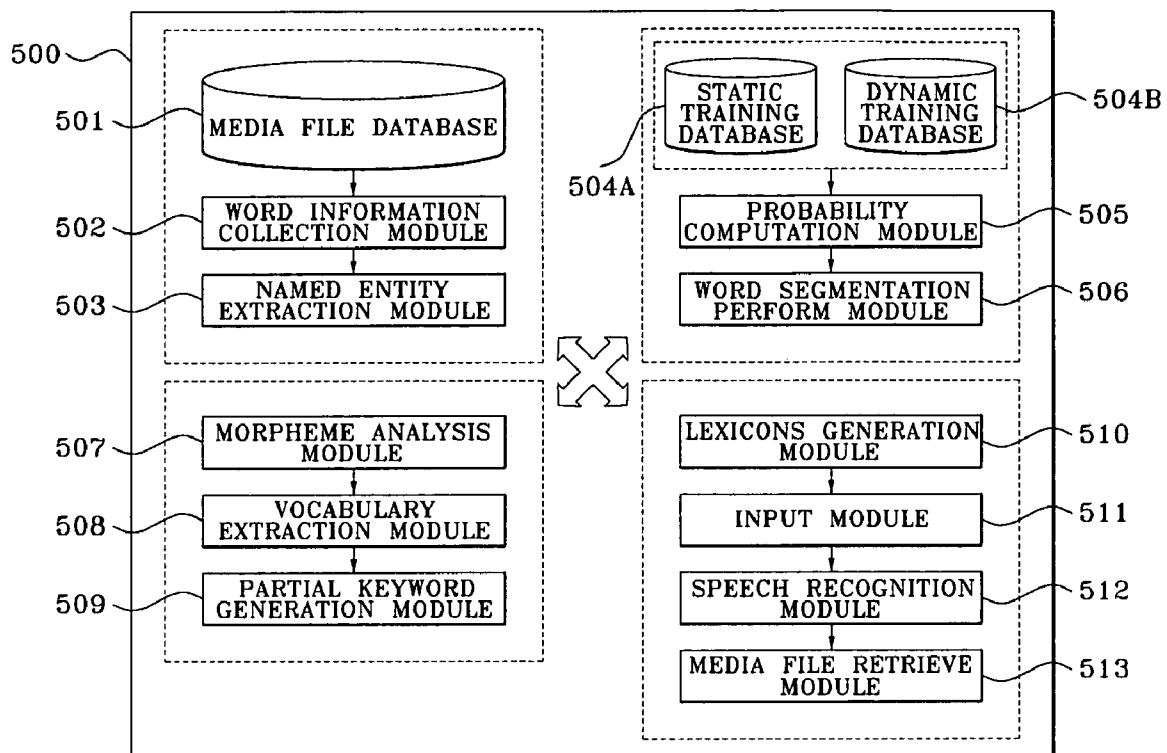 500
501
MEDIA FILE DATABASE
502
WORD INFORMATION
COLLECTION MODULE
503
NAMED ENTITY
EXTRACTION MODULE
STATIC
TRAINING
DATABASE
DYNAMIC
TRAINING
DATABASE
504B
504A
PROBABILITY
COMPUTATION MODULE
505
WORD SEGMENTATION
PERFORM MODULE
506
507
MORPHEME ANALYSIS
MODULE
508
VOCABULARY
EXTRACTION MODULE
509
PARTIAL KEYWORD
GENERATION MODULE
LEXICONS GENERATION
MODULE
510
INPUT MODULE
511
SPEECH RECOGNITION
MODULE
512
MEDIA FILE RETRIEVE
MODULE
513